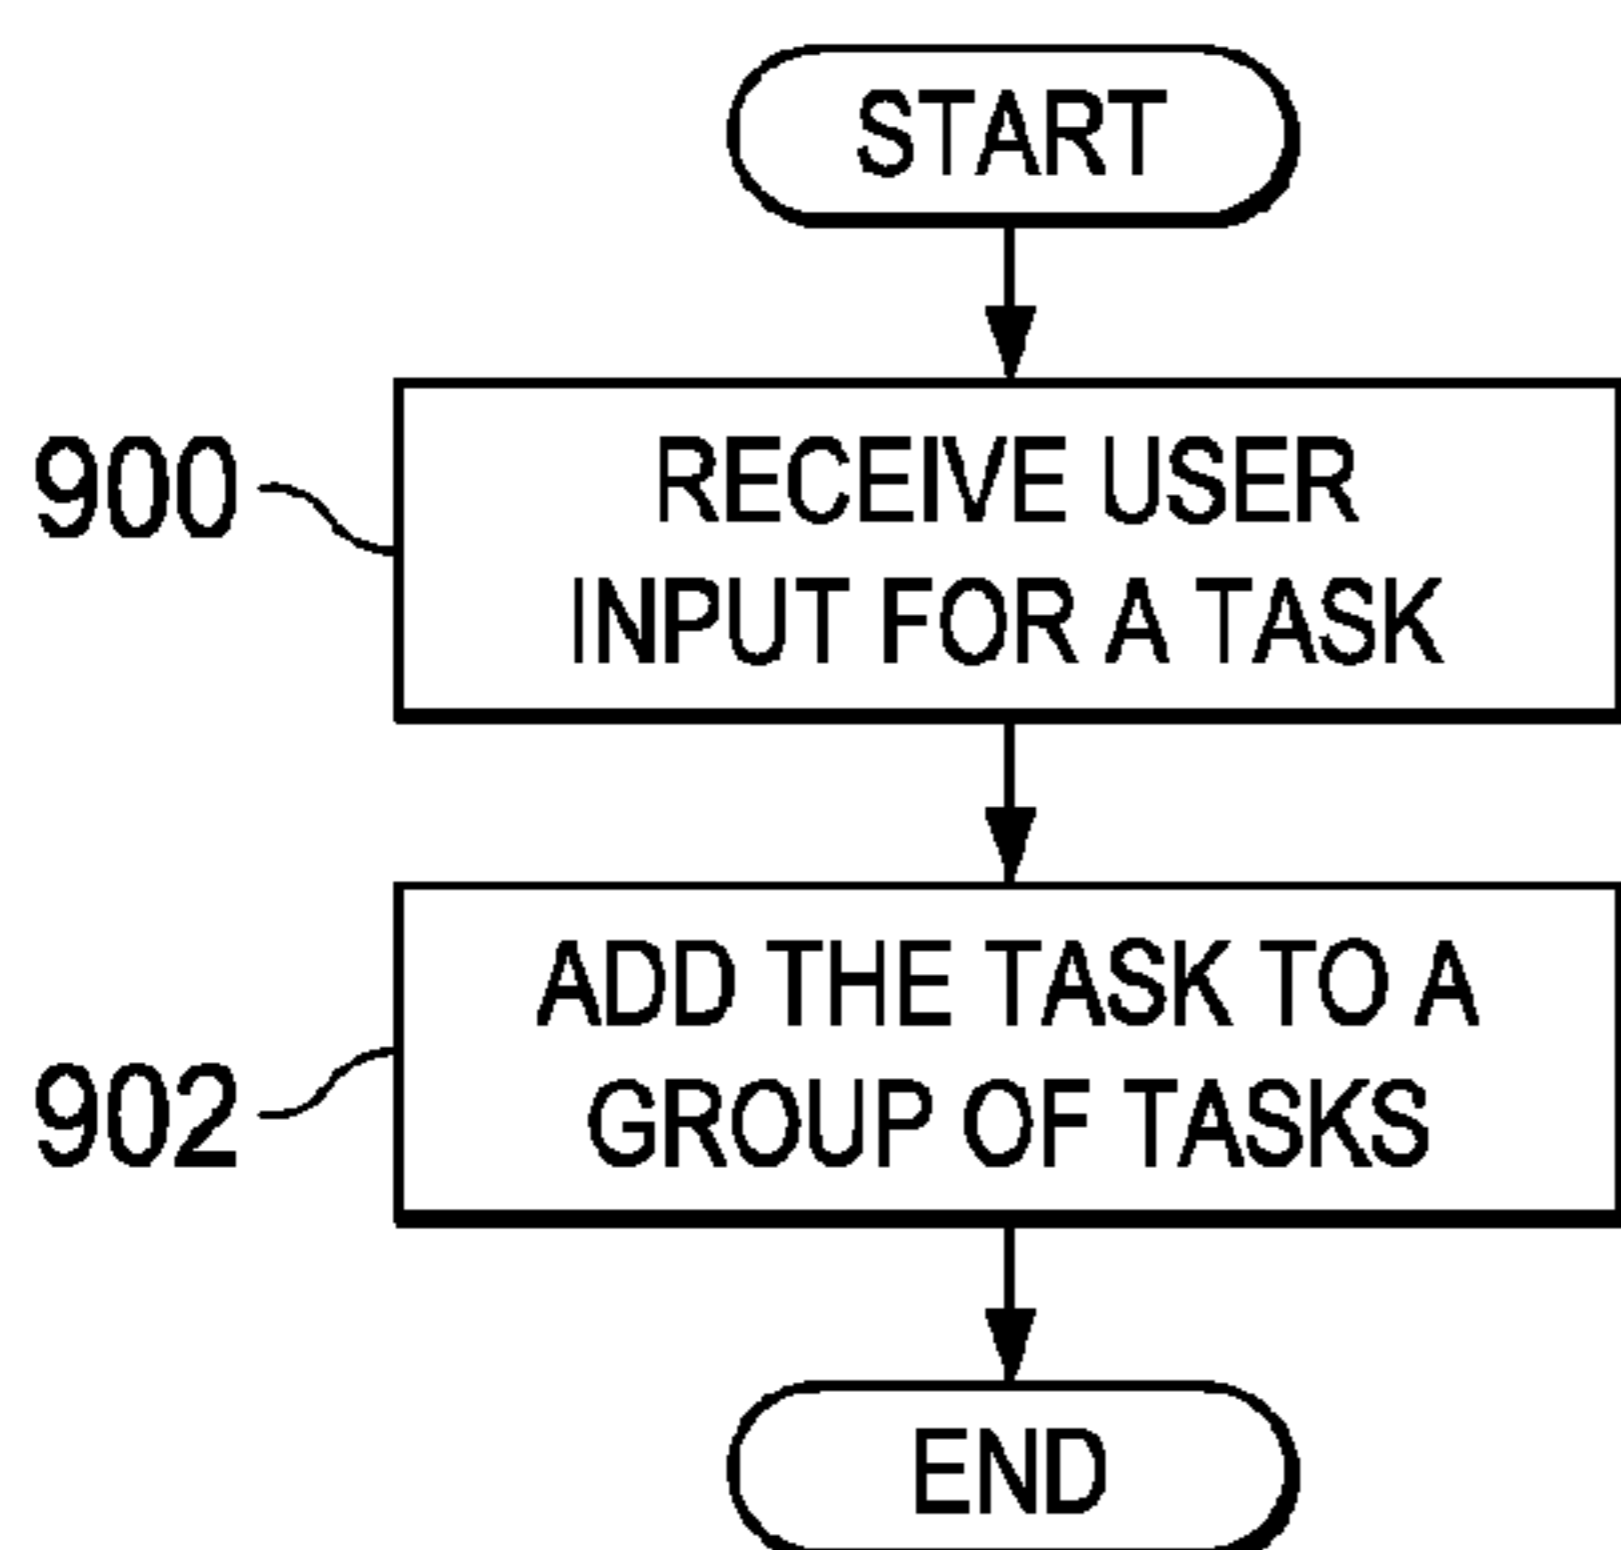 START
900
RECEIVE USER
INPUT FOR A TASK
902
ADD THE TASK TO A
GROUP OF TASKS
END